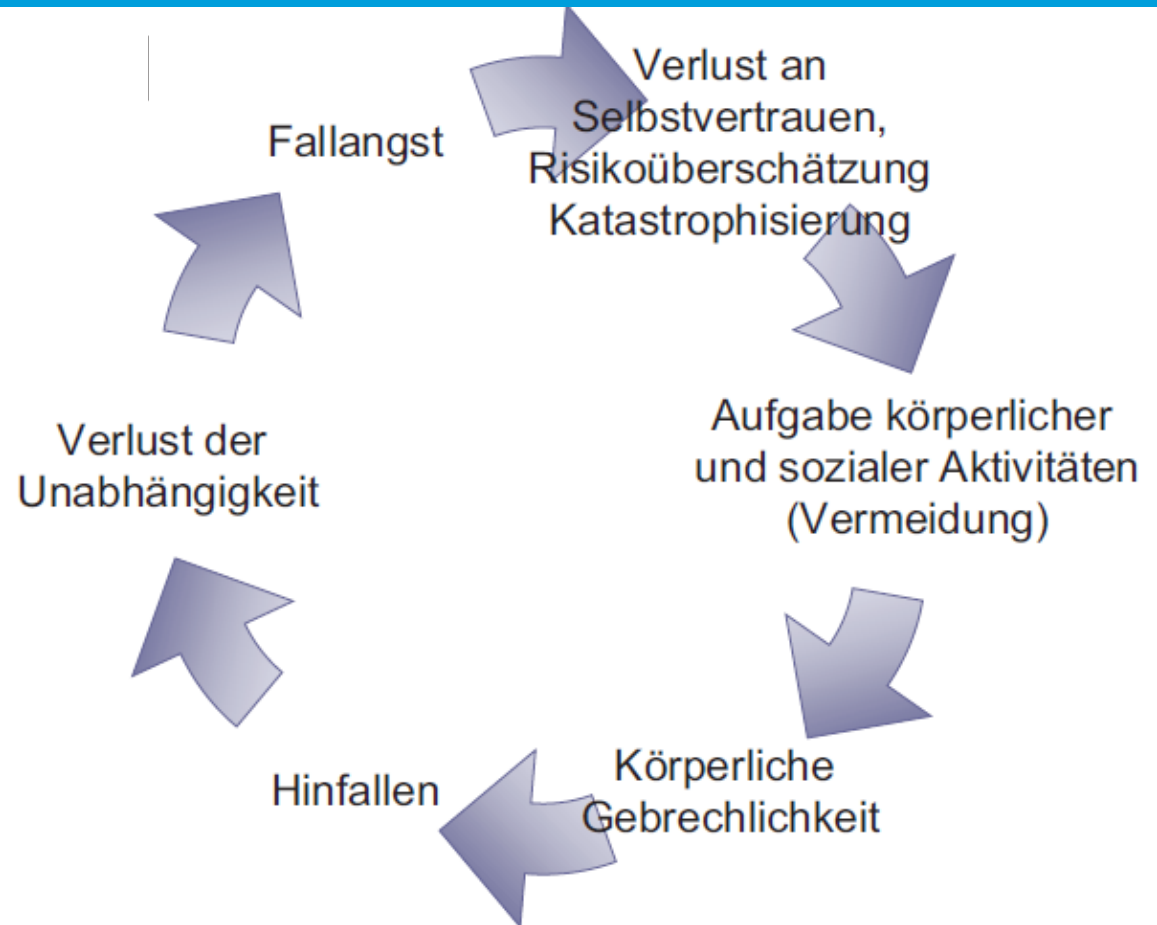 Fallangst
Verlust an
Selbstvertrauen,
Risikoüberschätzung
Katastrophisierung
Aufgabe körperlicher
und sozialer Aktivitäten
(Vermeidung)
Körperliche
Gebrechlichkeit
Hinfallen
Verlust der
Unabhängigkeit